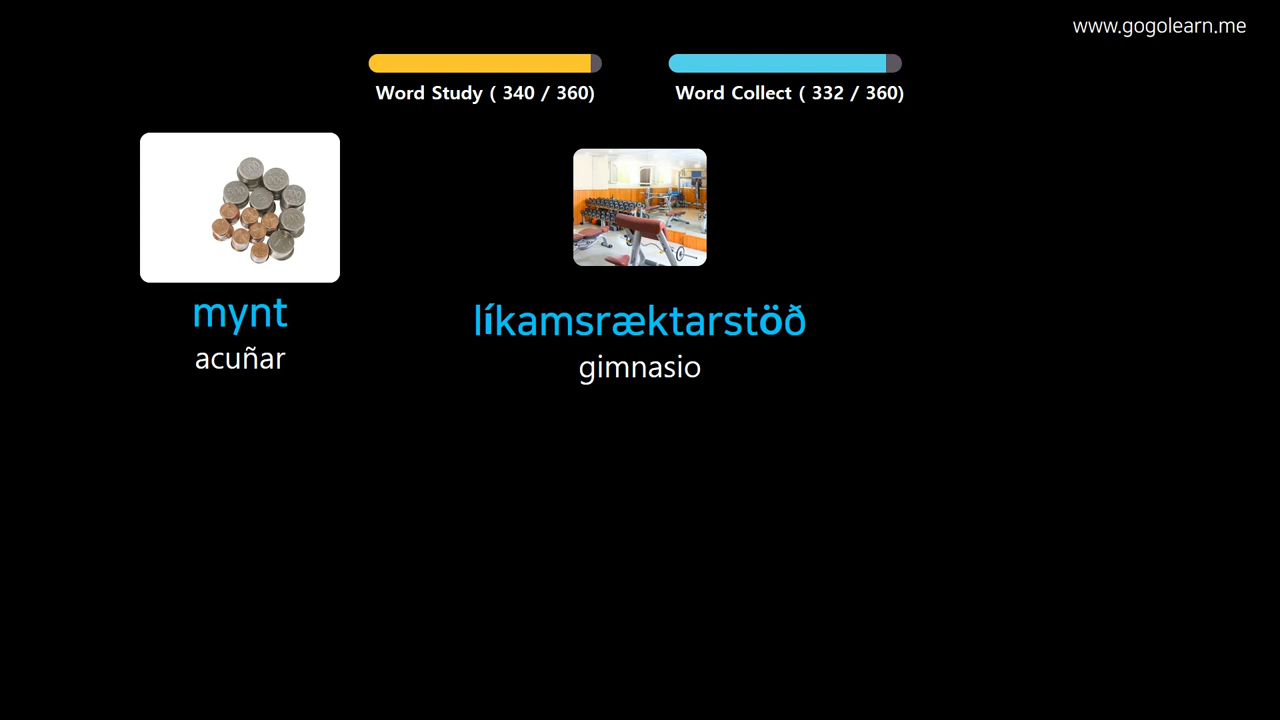 www.gogolearn.me
Word Study ( 340 / 360)
Word Collect ( 332 / 360)
mynt
acuñar
líkamsræktarstöð
gimnasio